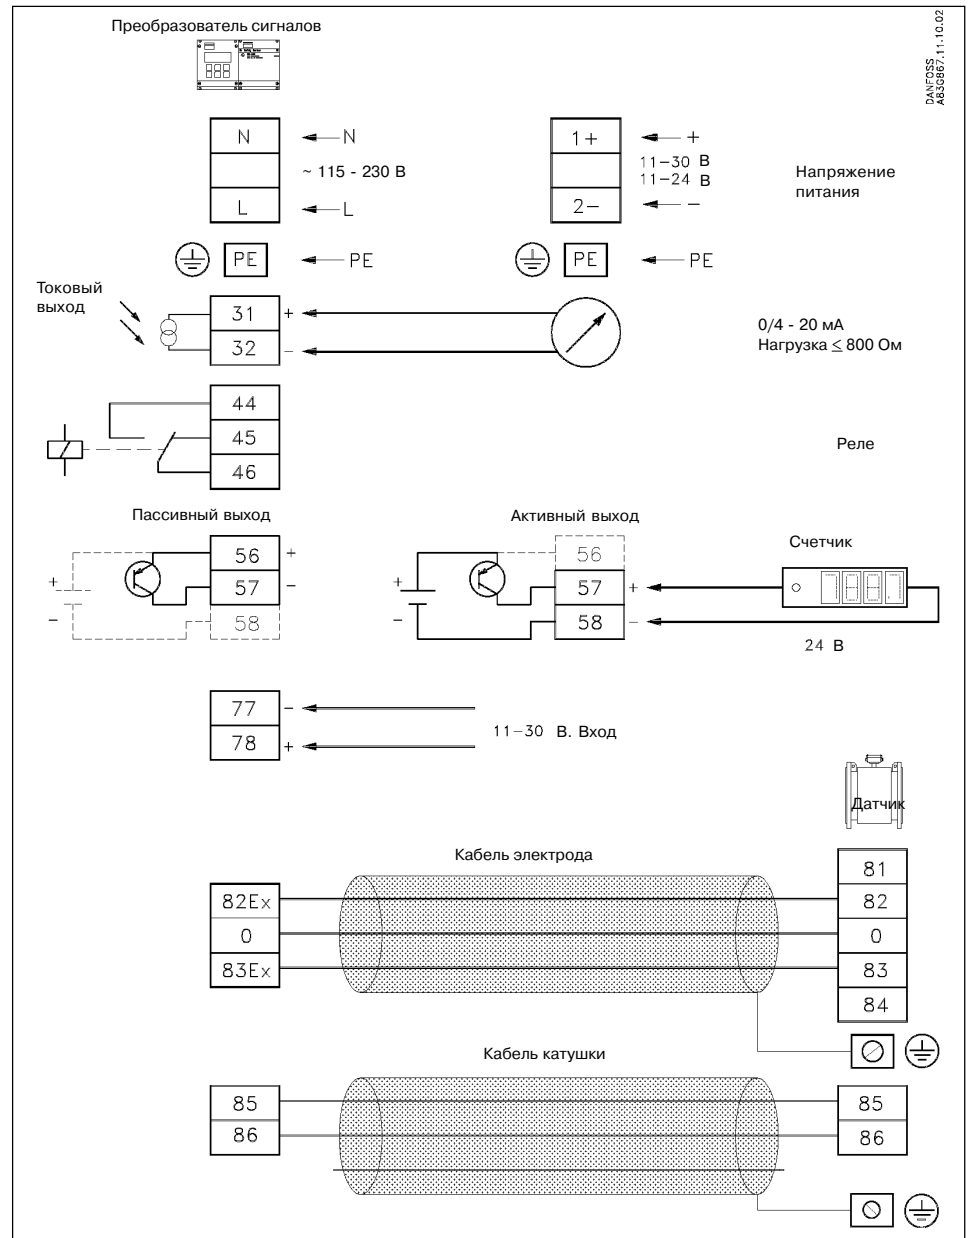 Преобразователь сигналов
DANFOSS
A83G867.11.10.02
N
N
~ 115 - 230 В
L
L
PE
PE
1+
+
11-30 В
11-24 В
2-
-
PE
PE
Напряжение
питания
Токовый
выход
31
+
32
-
0/4 - 20 мА
Нагрузка ≤ 800 Ом
44
45
46
Реле
Пассивный выход
56
+
57
-
58
+
-
Активный выход
56
57
+
58
-
+
-
Счетчик
24 В
77
-
78
+
11-30 В. Вход
Датчик
Кабель электрода
82Ex
0
83Ex
81
82
0
83
84
Кабель катушки
85
86
85
86